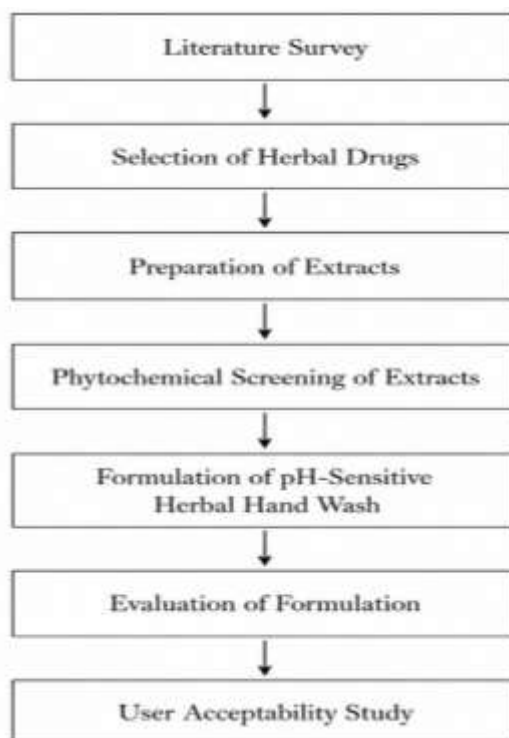 Literature Survey
Selection of Herbal Drugs
Preparation of Extracts
Phytochemical Screening of Extracts
Formulation of pH-Sensitive
Herbal Hand Wash
Evaluation of Formulation
User Acceptability Study